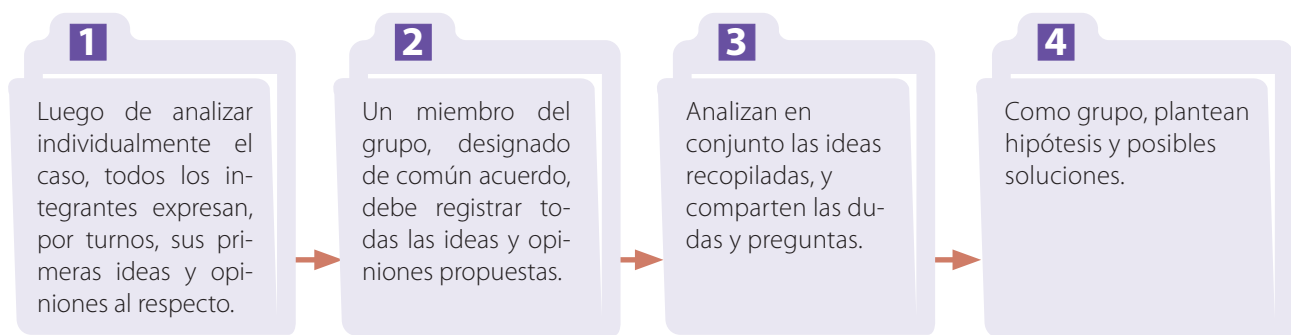 1
Luego de analizar
individualmente el
caso, todos los in-
tegrantes expresan,
por turnos, sus pri-
meras ideas y opi-
niones al respecto.
2
Un miembro del
grupo, designado
de común acuerdo,
debe registrar to-
das las ideas y opi-
niones propuestas.
3
Analizan en
conjunto las ideas
recopiladas, y
comparten las du-
das y preguntas.
4
Como grupo, plantean
hipótesis y posibles
soluciones.